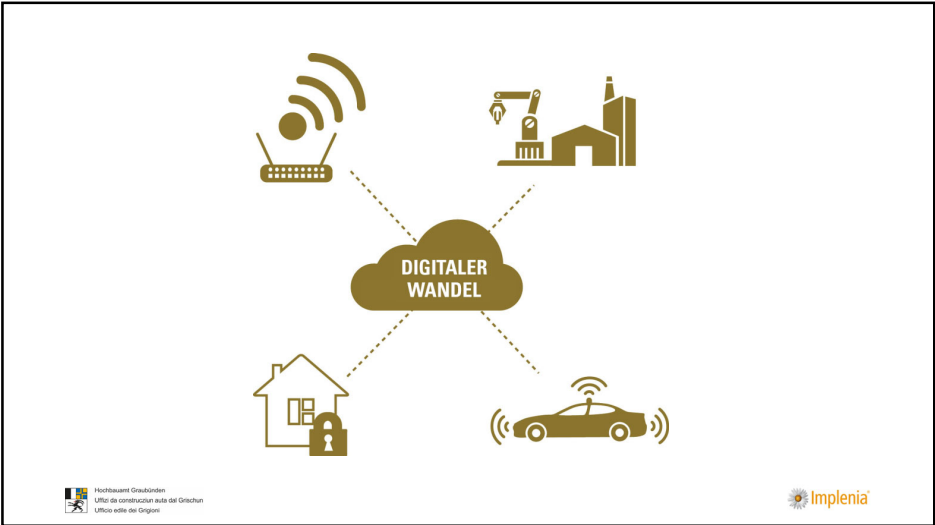 DIGITALER
WANDEL
Hochbauamt Graubünden
Uffizi da construcziun auta dal Grischun
Ufficio edile dei Grigioni
Implenia